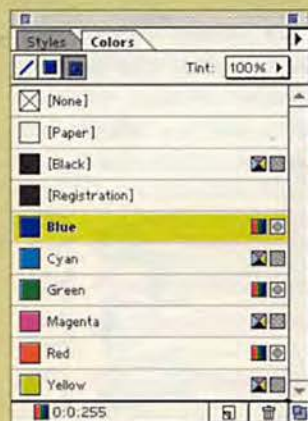 Styles Colors
Tint: 100%
[None]
[Paper]
[Black]
[Registration]
Blue
Cyan
Green
Magenta
Red
Yellow
0:0:255